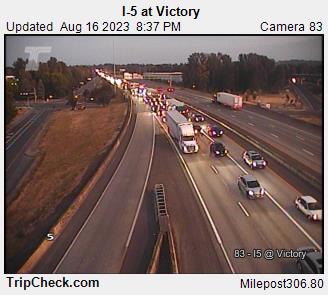 I-5 at Victory
Updated Aug 16 2023 8:37 PM Camera 83
T
S
83 - I5 @ Victory
TripCheck.com Milepost306.80